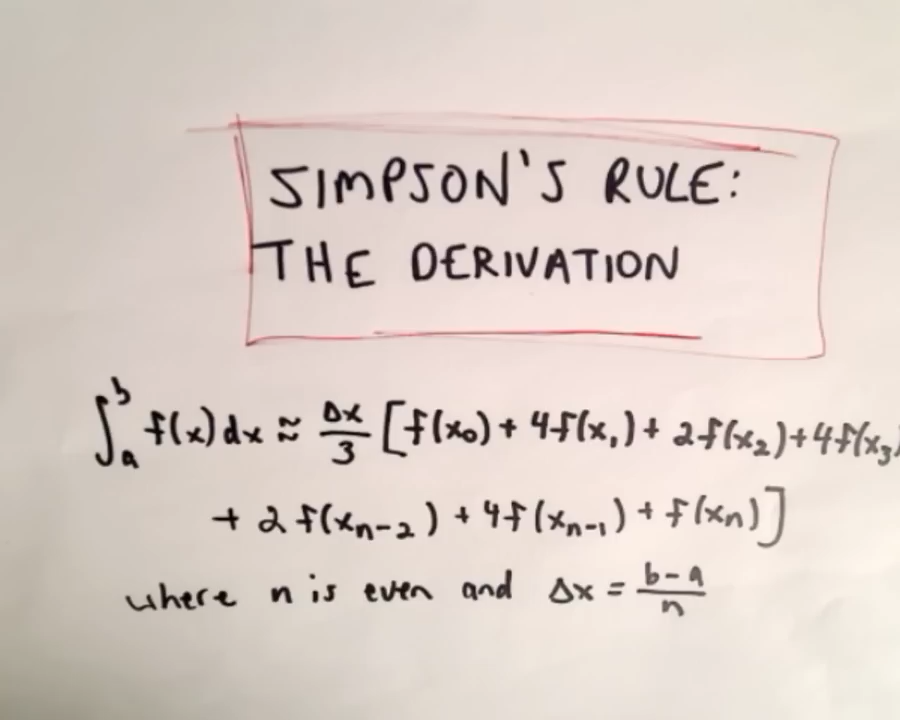 SIMPSON'S RULE:
THE DERIVATION
∫ₐᵇ f(x) dx ≈ Δx/3 [f(x₀) + 4f(x₁) + 2f(x₂) + 4f(x₃)
+ 2f(xₙ₋₂) + 4f(xₙ₋₁) + f(xₙ)]
where n is even and Δx = b-a/n